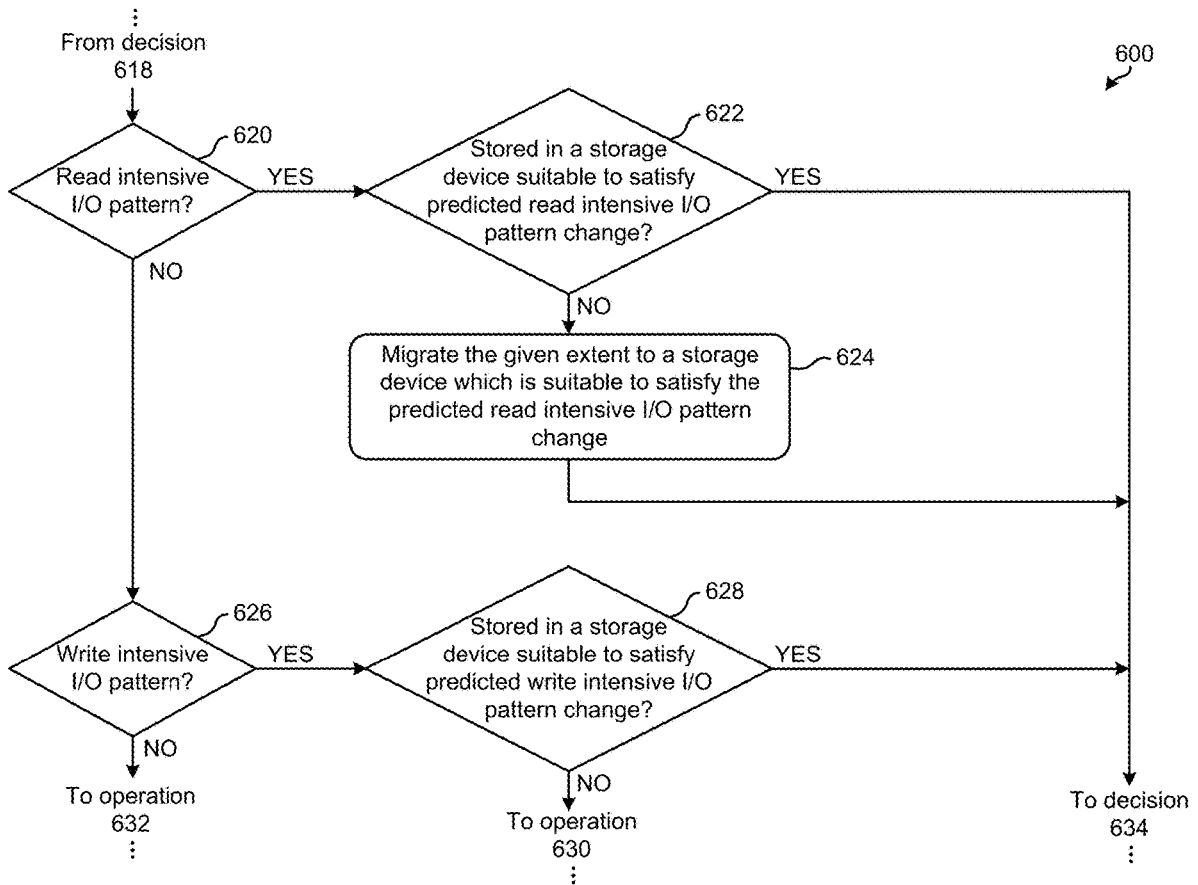 From decision
618
600
620
Read intensive
I/O pattern?
YES
NO
622
Stored in a storage
device suitable to satisfy
predicted read intensive I/O
pattern change?
YES
NO
Migrate the given extent to a storage
device which is suitable to satisfy the
predicted read intensive I/O pattern
change
624
626
Write intensive
I/O pattern?
YES
NO
To operation
632
628
Stored in a storage
device suitable to satisfy
predicted write intensive I/O
pattern change?
YES
NO
To operation
630
To decision
634